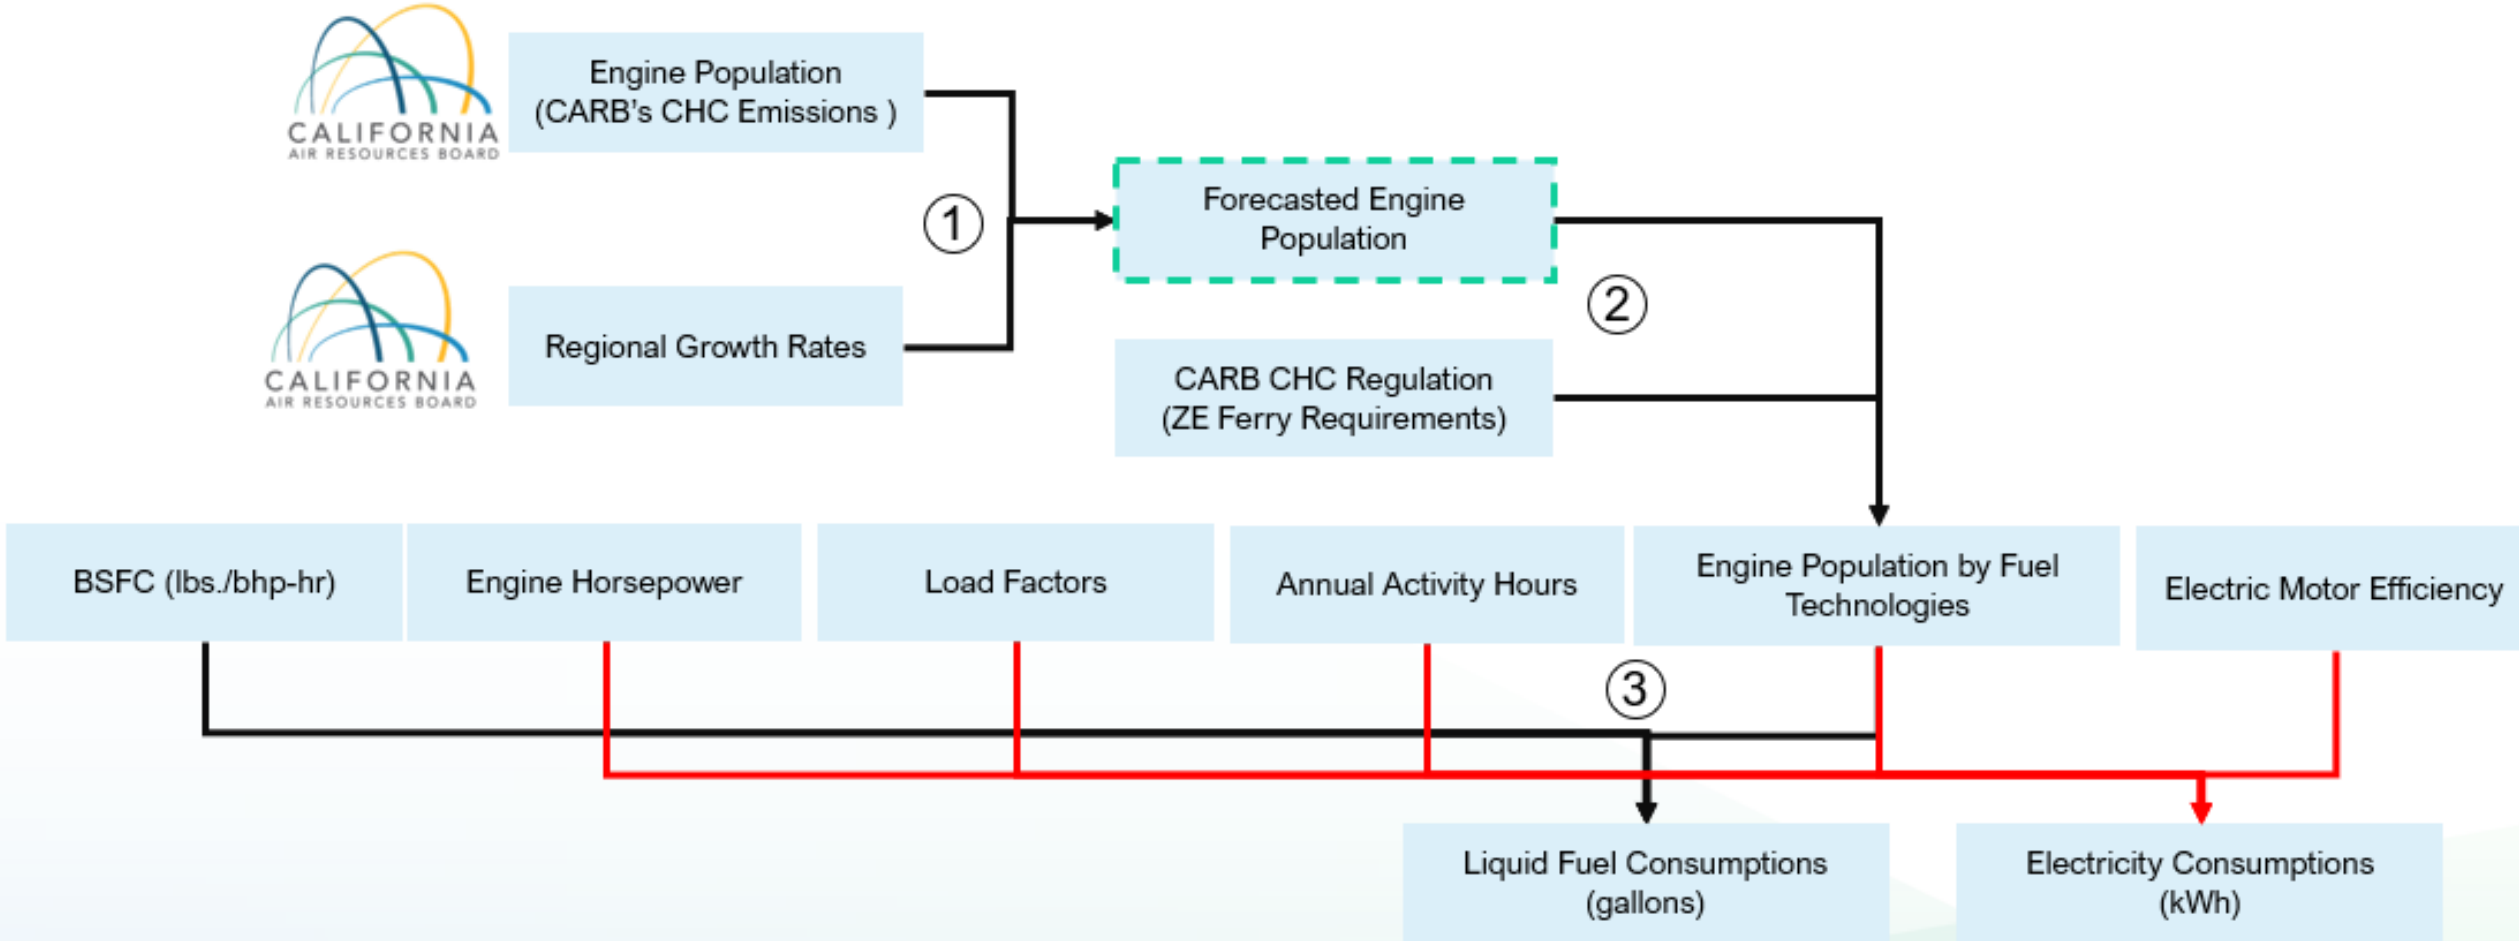 CALIFORNIA
AIR RESOURCES BOARD
Engine Population
(CARB's CHC Emissions )
1
Forecasted Engine
Population
CALIFORNIA
AIR RESOURCES BOARD
Regional Growth Rates
2
CARB CHC Regulation
(ZE Ferry Requirements)
BSFC (lbs./bhp-hr)
Engine Horsepower
Load Factors
Annual Activity Hours
Engine Population by Fuel
Technologies
Electric Motor Efficiency
3
Liquid Fuel Consumptions
(gallons)
Electricity Consumptions
(kWh)